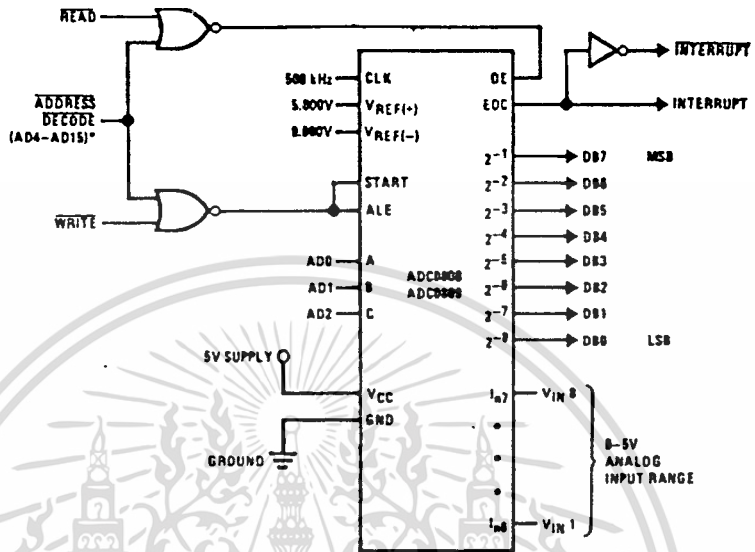 READ
ADDRESS
DECODE
(AD4-AD15)*
WRITE
500 kHz
CLK
5.000V
VREF(+)
0.000V
VREF(-)
START
ALE
AD0
A
AD1
B
AD2
C
ADC0808
ADC0809
5V SUPPLY
VCC
GND
GROUND
OE
EOC
INTERRUPT
INTERRUPT
2-1
DB7
MSB
2-2
DB6
2-3
DB5
2-4
DB4
2-5
DB3
2-6
DB2
2-7
DB1
2-8
DB0
LSB
In7
VIN 8
0-5V
ANALOG
INPUT RANGE
In0
VIN 1